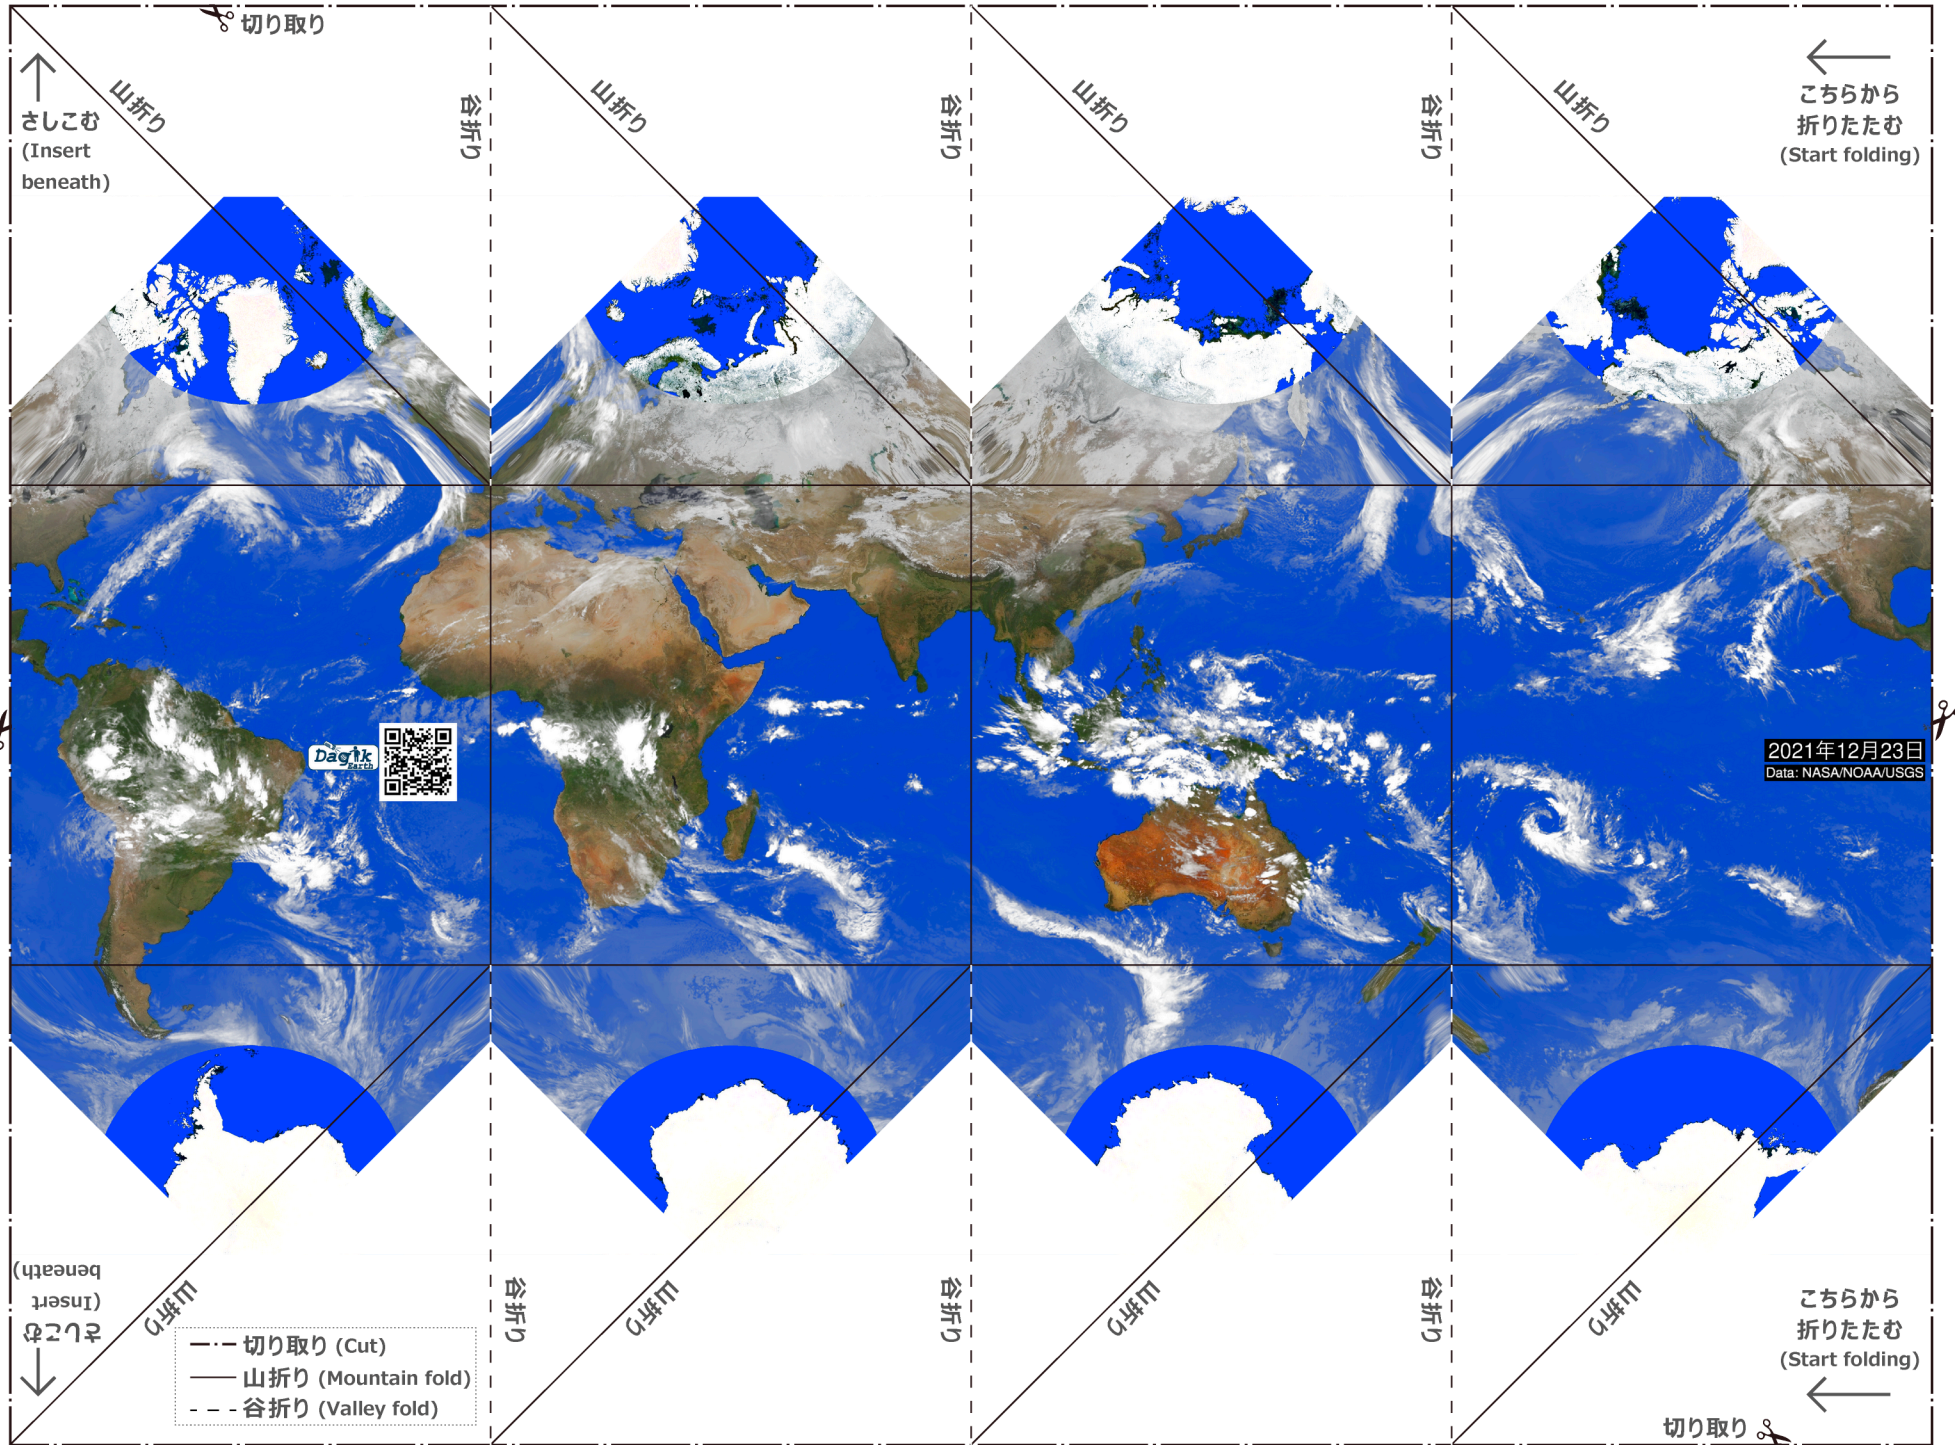 切り取り
さしこむ
(Insert
beneath)
山折り
谷折り
山折り
谷折り
山折り
谷折り
山折り
こちらから
折りたたむ
(Start folding)
Dagik
Earth
2021年12月23日
Data: NASA/NOAA/USGS
さしこむ
(Insert
beneath)
山折り
谷折り
山折り
谷折り
山折り
谷折り
山折り
こちらから
折りたたむ
(Start folding)
切り取り (Cut)
山折り (Mountain fold)
谷折り (Valley fold)
切り取り